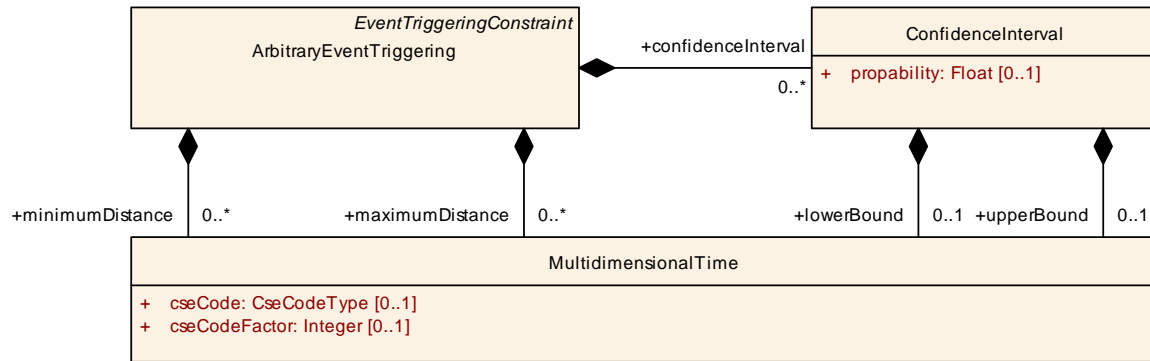 EventTriggeringConstraint
ArbitraryEventTriggering
+confidenceInterval
0..*
ConfidenceInterval
+ propability: Float [0..1]
+minimumDistance 0..*
+maximumDistance 0..*
+lowerBound 0..1
+upperBound 0..1
MultidimensionalTime
+ cseCode: CseCodeType [0..1]
+ cseCodeFactor: Integer [0..1]